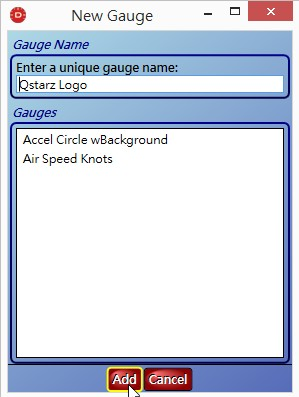 New Gauge
Gauge Name
Enter a unique gauge name:
Qstarz Logo
Gauges
Accel Circle wBackground
Air Speed Knots
Add Cancel